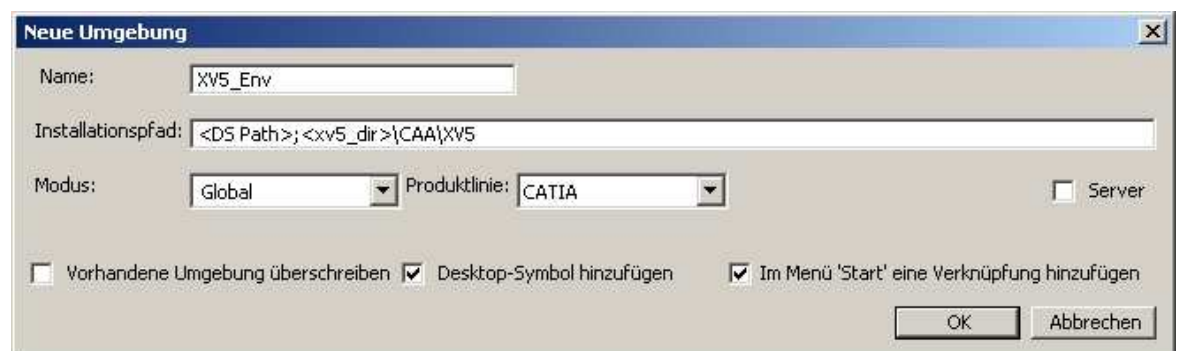 Neue Umgebung
Name: XV5_Env
Installationspfad: <DS Path>;<xv5_dir>\CAA\XV5
Modus: Global Produktlinie: CATIA Server
Vorhandene Umgebung überschreiben Desktop-Symbol hinzufügen Im Menü 'Start' eine Verknüpfung hinzufügen
OK Abbrechen